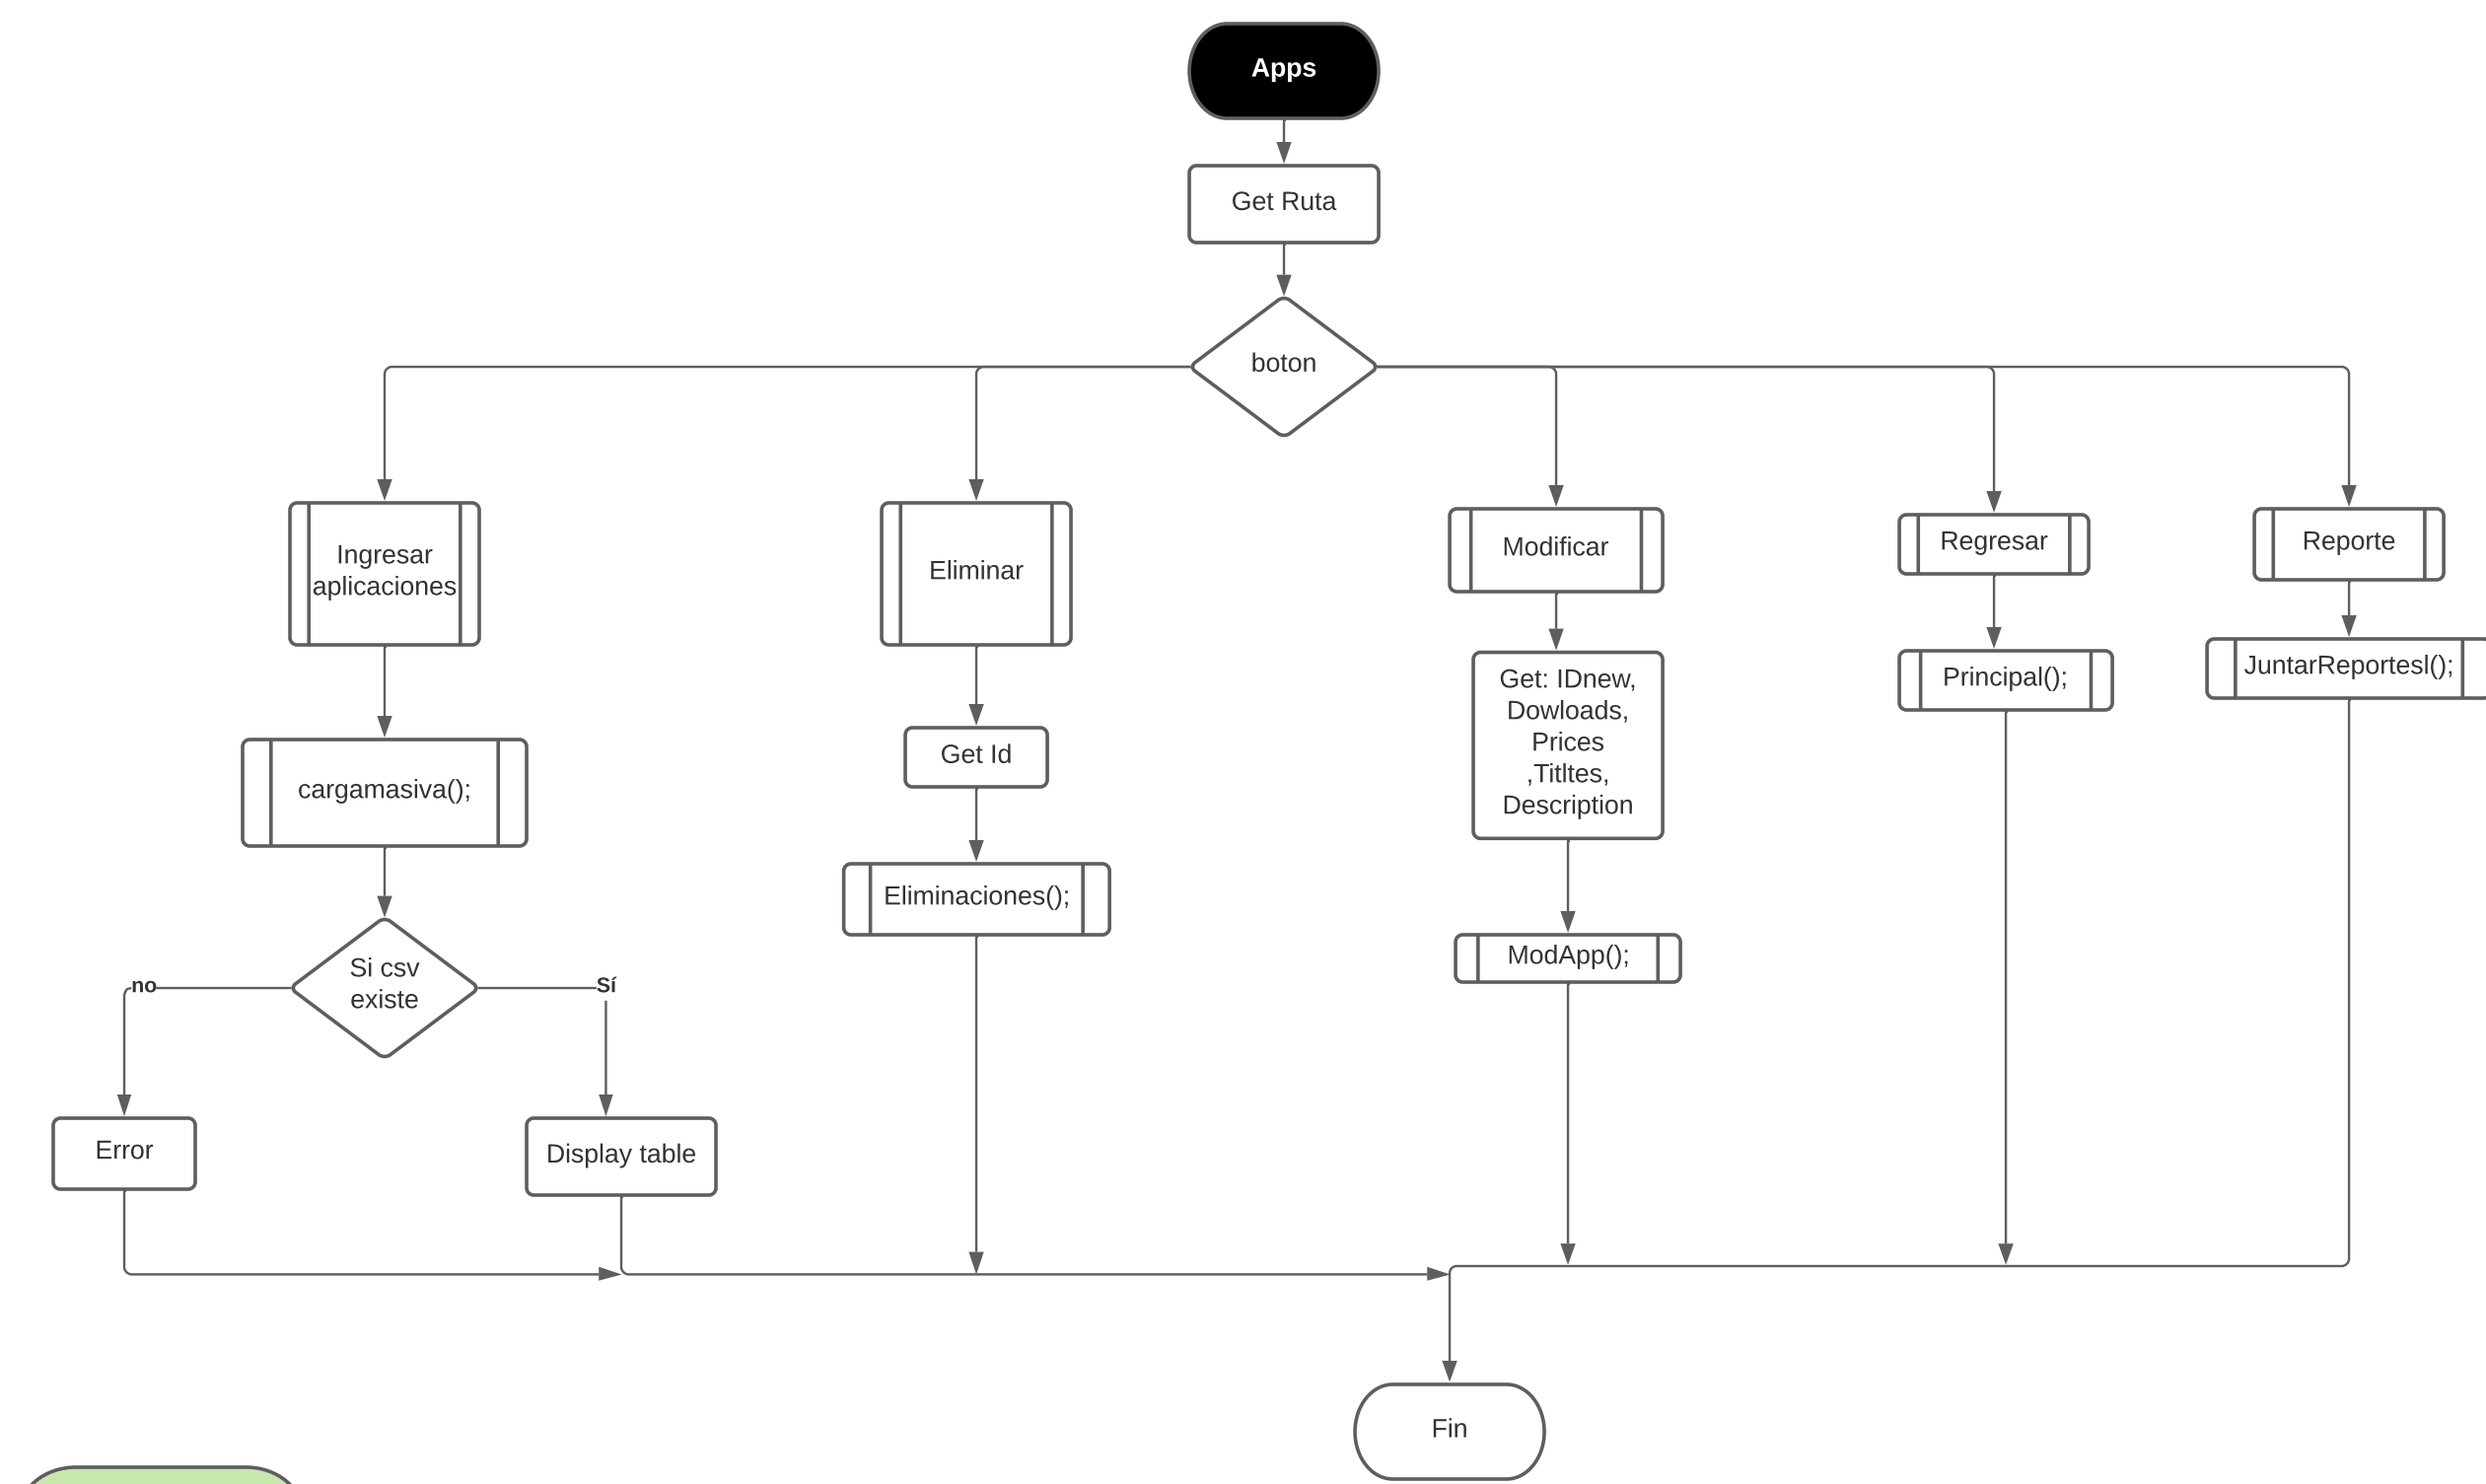 Apps
Get Ruta
boton
Ingresar
aplicaciones
Eliminar
Modificar
Regresar
Reporte
cargamasiva();
Get Id
Get: IDnew,
Dowloads,
Prices
,Titltes,
Description
Principal();
JuntarReportesl();
Eliminaciones();
ModApp();
Si csv
existe
no
Sí
Error
Display table
Fin